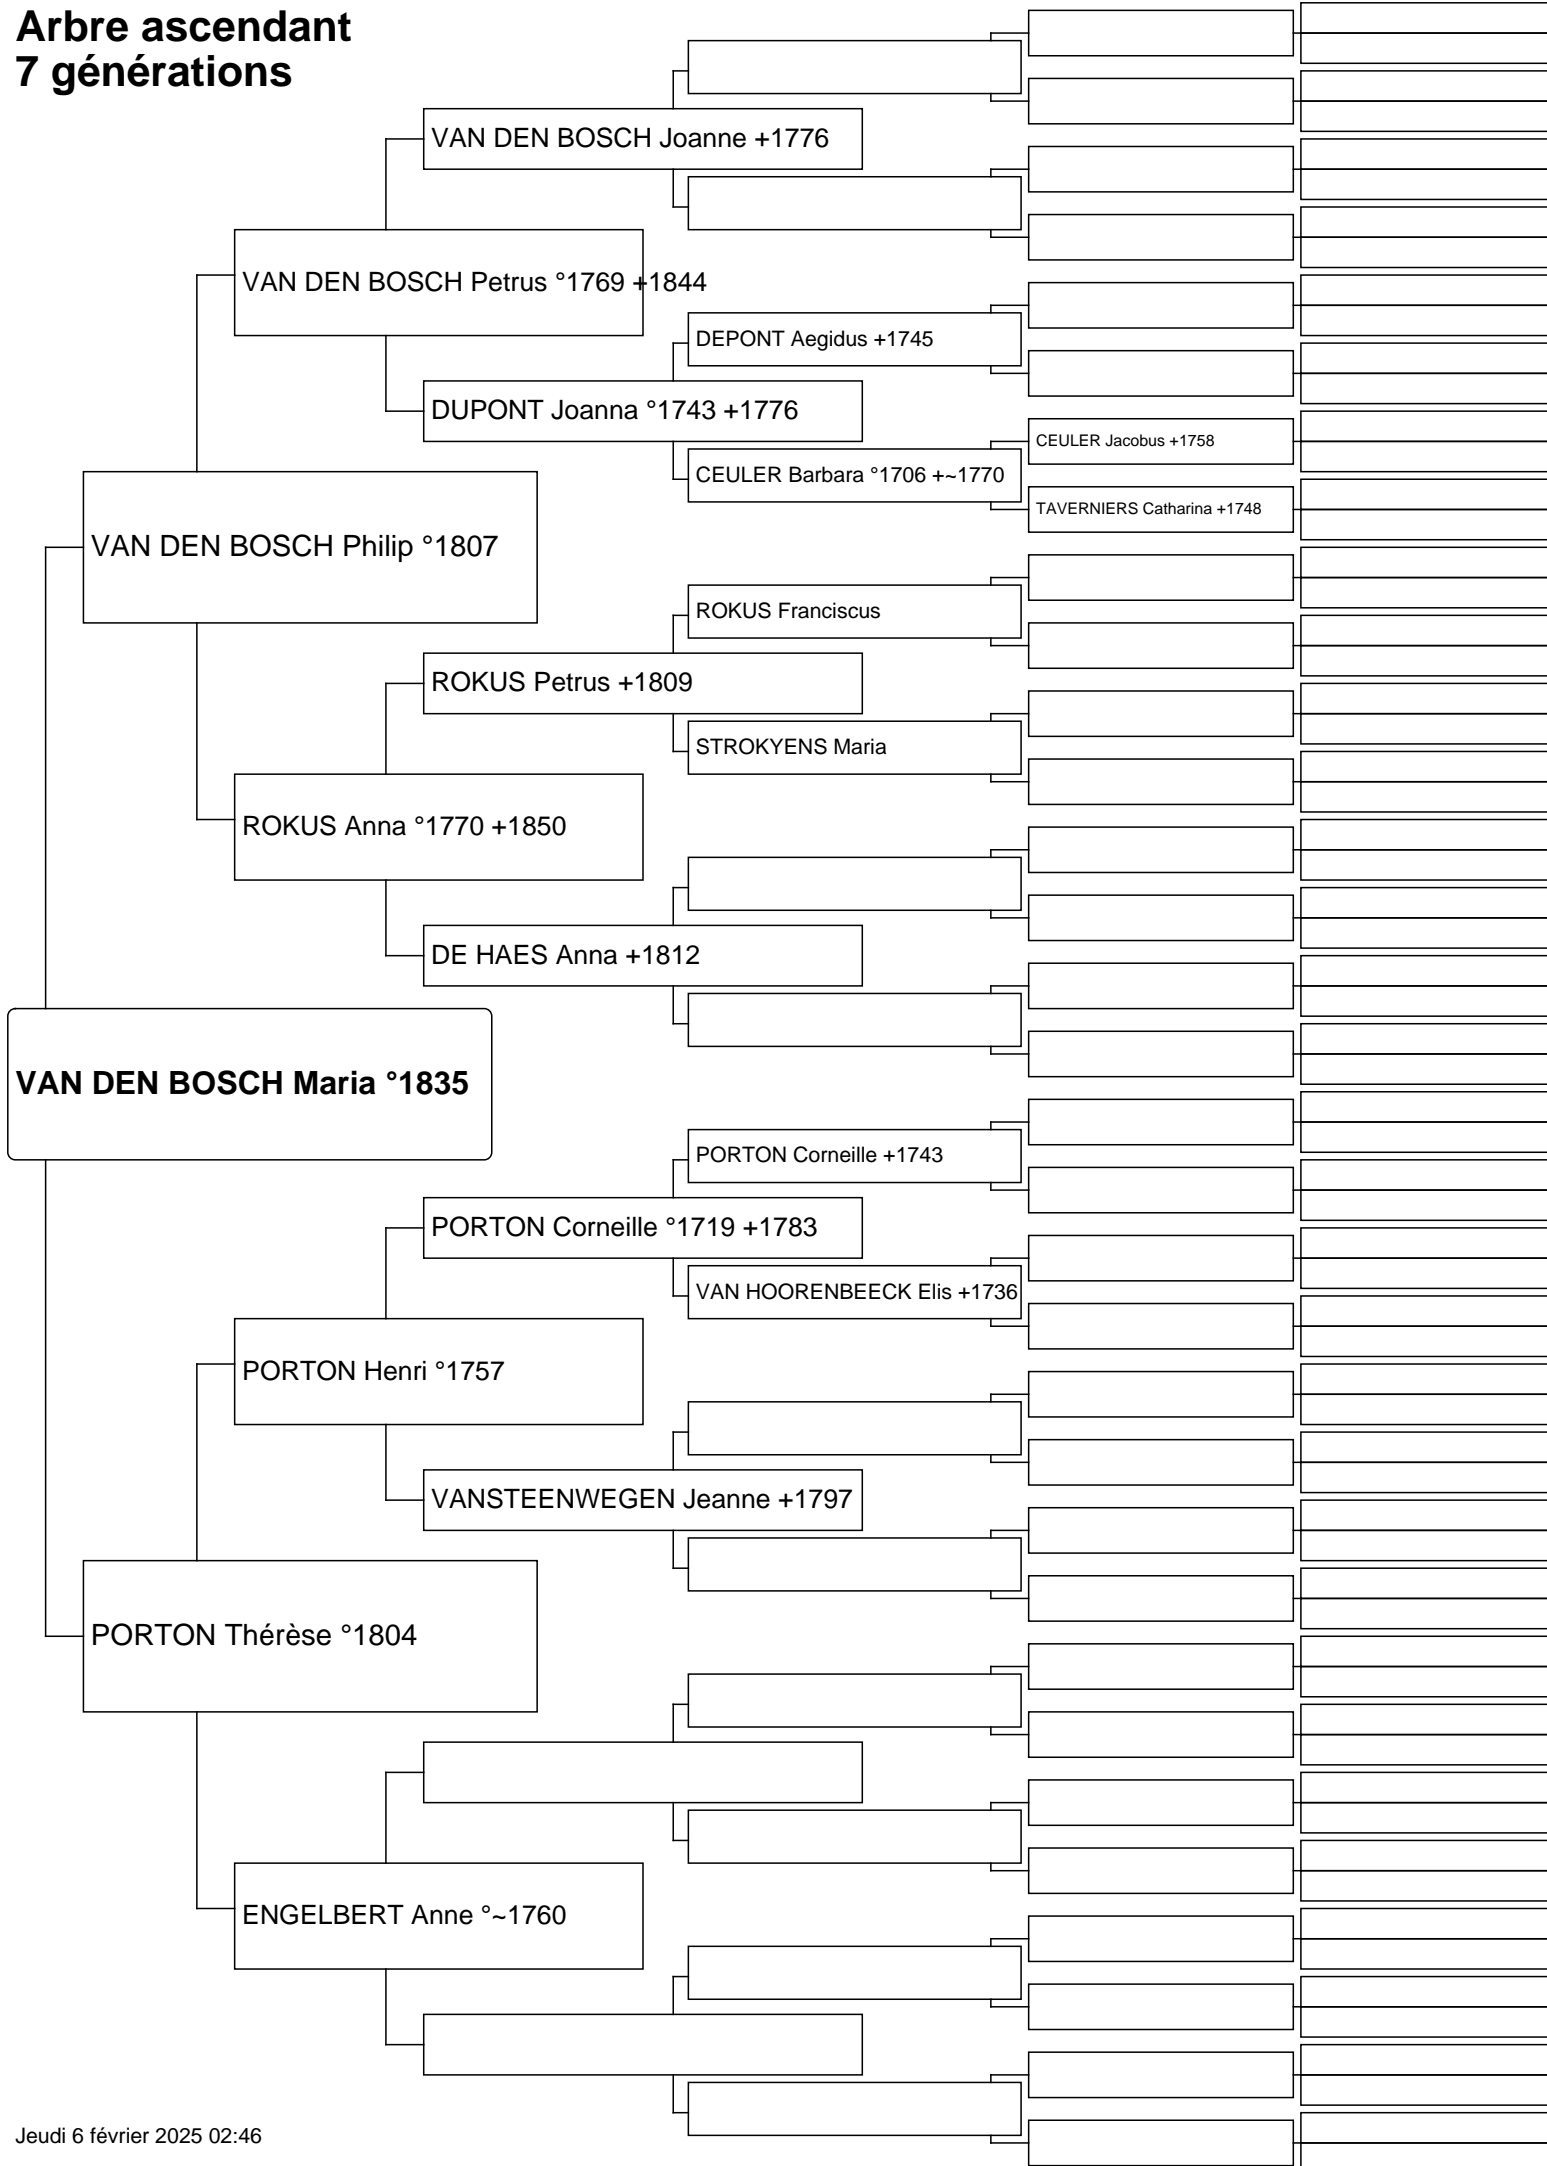 Arbre ascendant
7 générations
VAN DEN BOSCH Joanne +1776
VAN DEN BOSCH Petrus °1769 +1844
DEPONT Aegidus +1745
DUPONT Joanna °1743 +1776
CEULER Jacobus +1758
CEULER Barbara °1706 +~1770
TAVERNIERS Catharina +1748
VAN DEN BOSCH Philip °1807
ROKUS Franciscus
ROKUS Petrus +1809
STROKYENS Maria
ROKUS Anna °1770 +1850
DE HAES Anna +1812
VAN DEN BOSCH Maria °1835
PORTON Corneille +1743
PORTON Corneille °1719 +1783
VAN HOORENBEECK Elis +1736
PORTON Henri °1757
VANSTEENWEGEN Jeanne +1797
PORTON Thérèse °1804
ENGELBERT Anne °~1760
Jeudi 6 février 2025 02:46